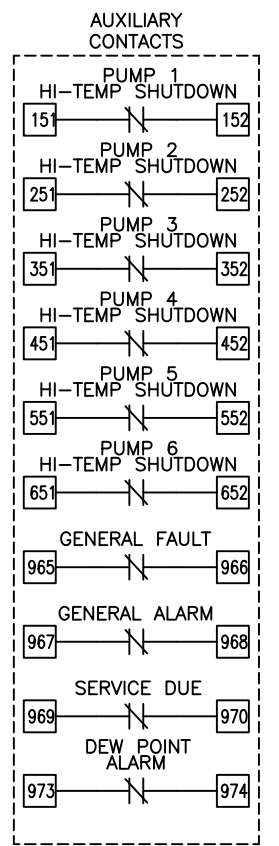 AUXILIARY
CONTACTS
PUMP 1
HI-TEMP SHUTDOWN
151 152
PUMP 2
HI-TEMP SHUTDOWN
251 252
PUMP 3
HI-TEMP SHUTDOWN
351 352
PUMP 4
HI-TEMP SHUTDOWN
451 452
PUMP 5
HI-TEMP SHUTDOWN
551 552
PUMP 6
HI-TEMP SHUTDOWN
651 652
GENERAL FAULT
965 966
GENERAL ALARM
967 968
SERVICE DUE
969 970
DEW POINT
ALARM
973 974